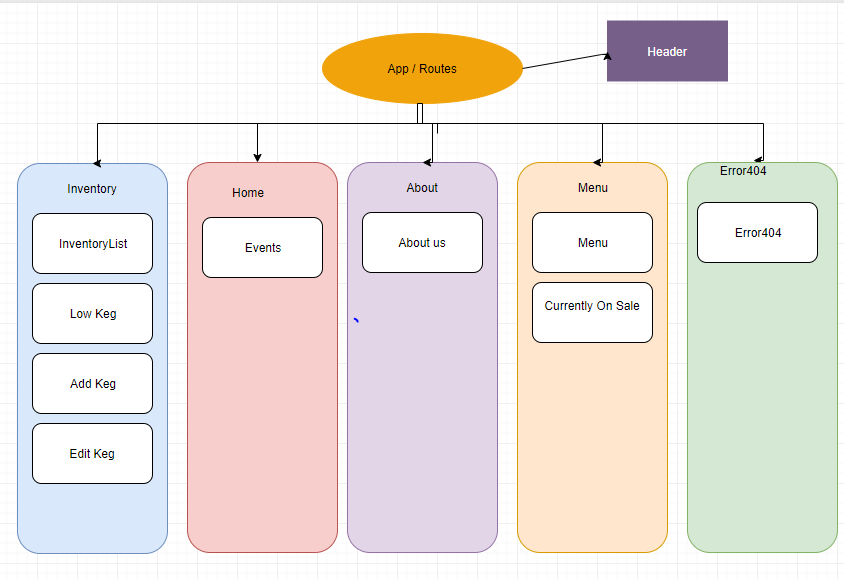 App / Routes
Header
Inventory
InventoryList
Low Keg
Add Keg
Edit Keg
Home
Events
About
About us
Menu
Menu
Currently On Sale
Error404
Error404